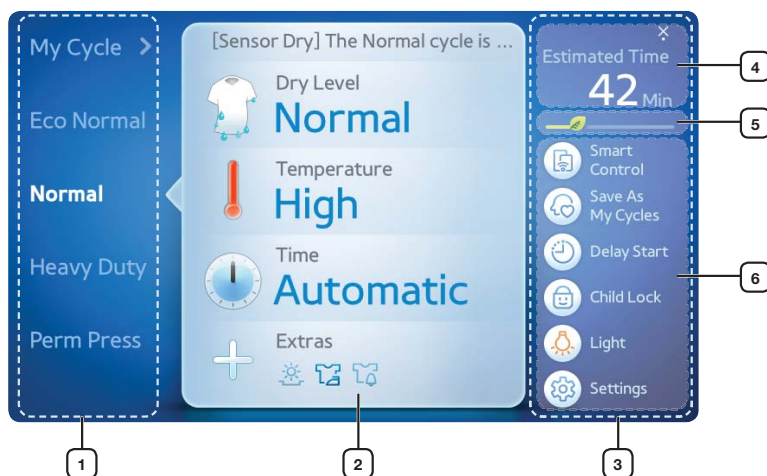 My Cycle
Eco Normal
Normal
Heavy Duty
Perm Press
[Sensor Dry] The Normal cycle is ...
Dry Level
Normal
Temperature
High
Time
Automatic
Extras
Estimated Time
42 Min
Smart
Control
Save As
My Cycles
Delay Start
Child Lock
Light
Settings
4
5
6
1
2
3